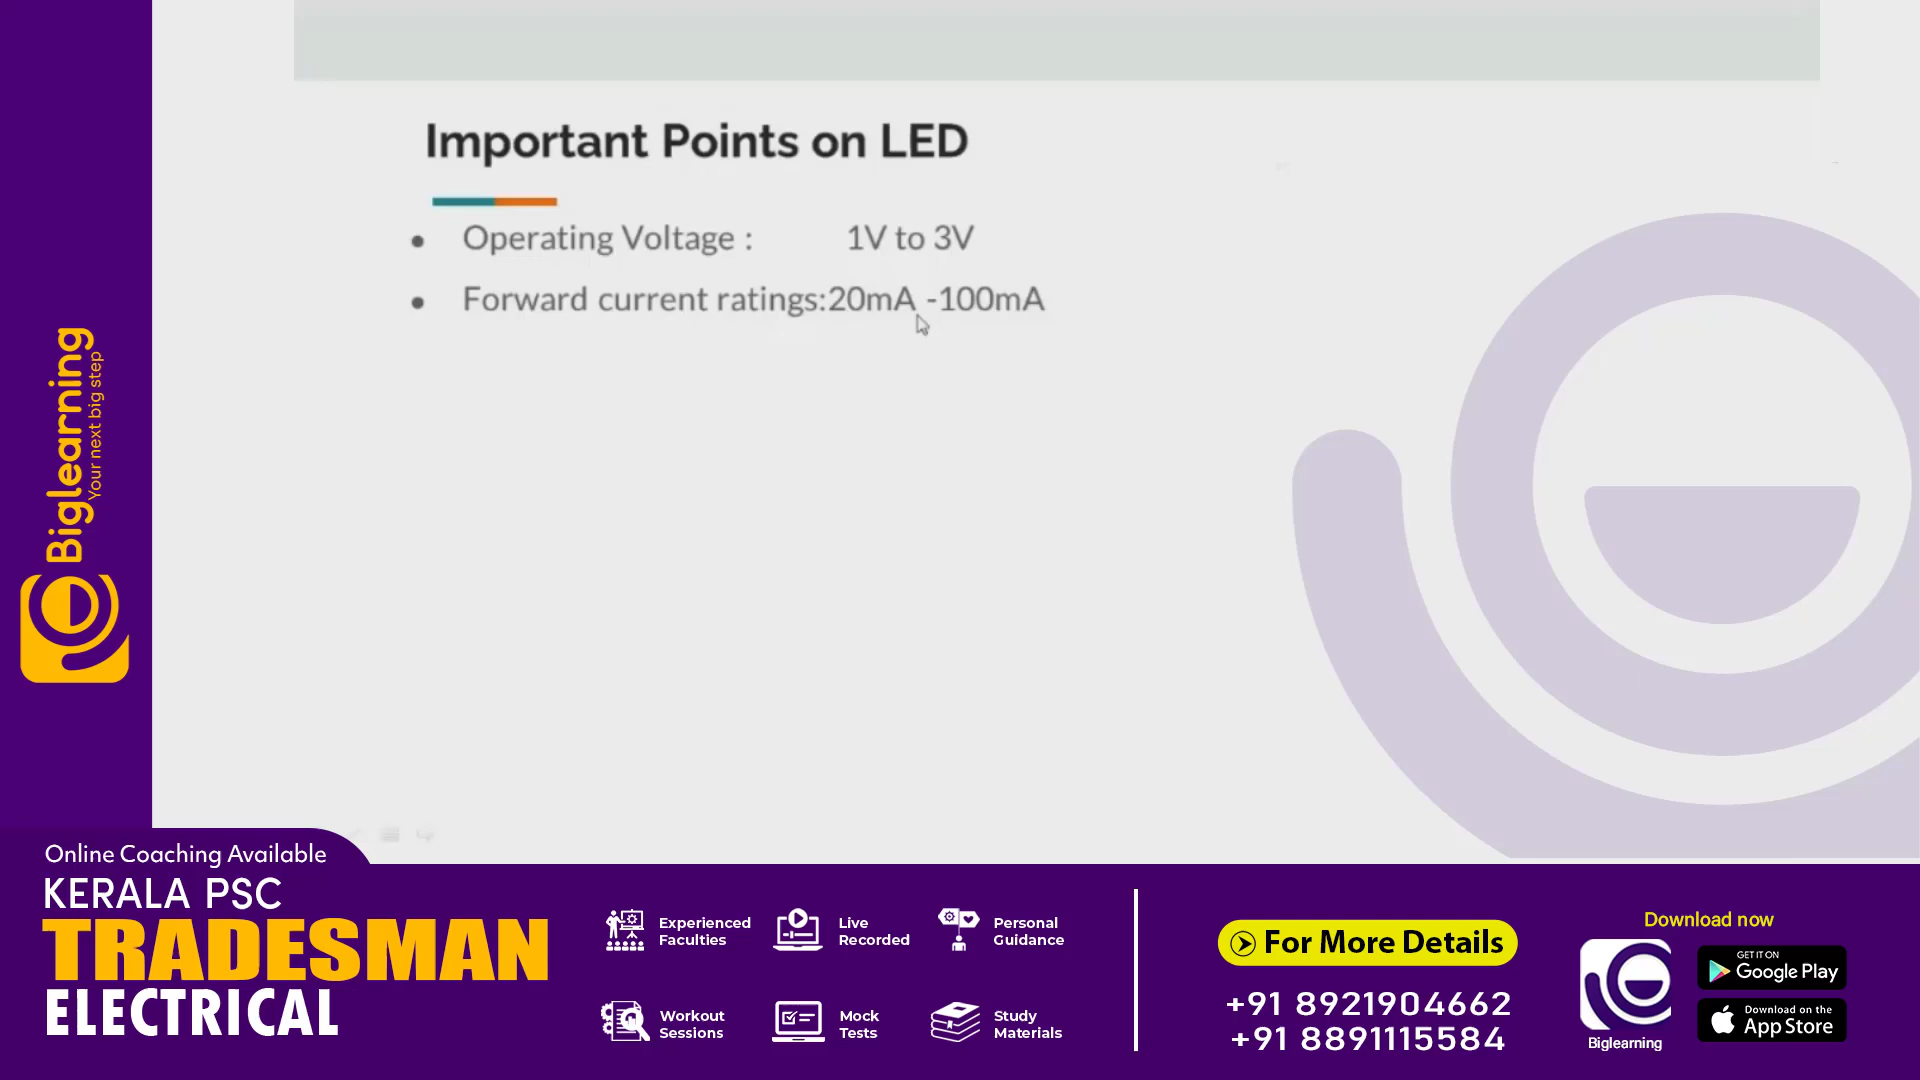 Important Points on LED
• Operating Voltage : 1V to 3V
• Forward current ratings:20mA -100mA
Biglearning
Your next big step
Online Coaching Available
KERALA PSC
TRADESMAN
ELECTRICAL
Experienced
Faculties
Live
Recorded
Personal
Guidance
Workout
Sessions
Mock
Tests
Study
Materials
For More Details
+91 8921904662
+91 8891115584
Download now
Biglearning
GET IT ON
Google Play
Download on the
App Store